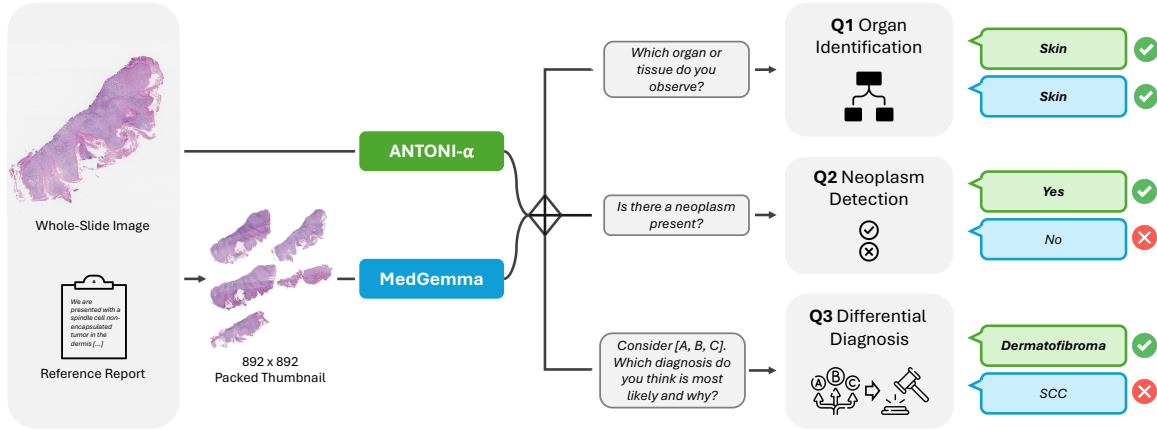 Whole-Slide Image
We are
presented with a
spindle cell non-
encapsulated
tumor in the
dermis [...]
Reference Report
892 x 892
Packed Thumbnail
ANTONI-α
MedGemma
Which organ or
tissue do you
observe?
Q1 Organ
Identification
Skin
Skin
Is there a neoplasm
present?
Q2 Neoplasm
Detection
Yes
No
Consider [A, B, C].
Which diagnosis do
you think is most
likely and why?
Q3 Differential
Diagnosis
A B C
Dermatofibroma
SCC